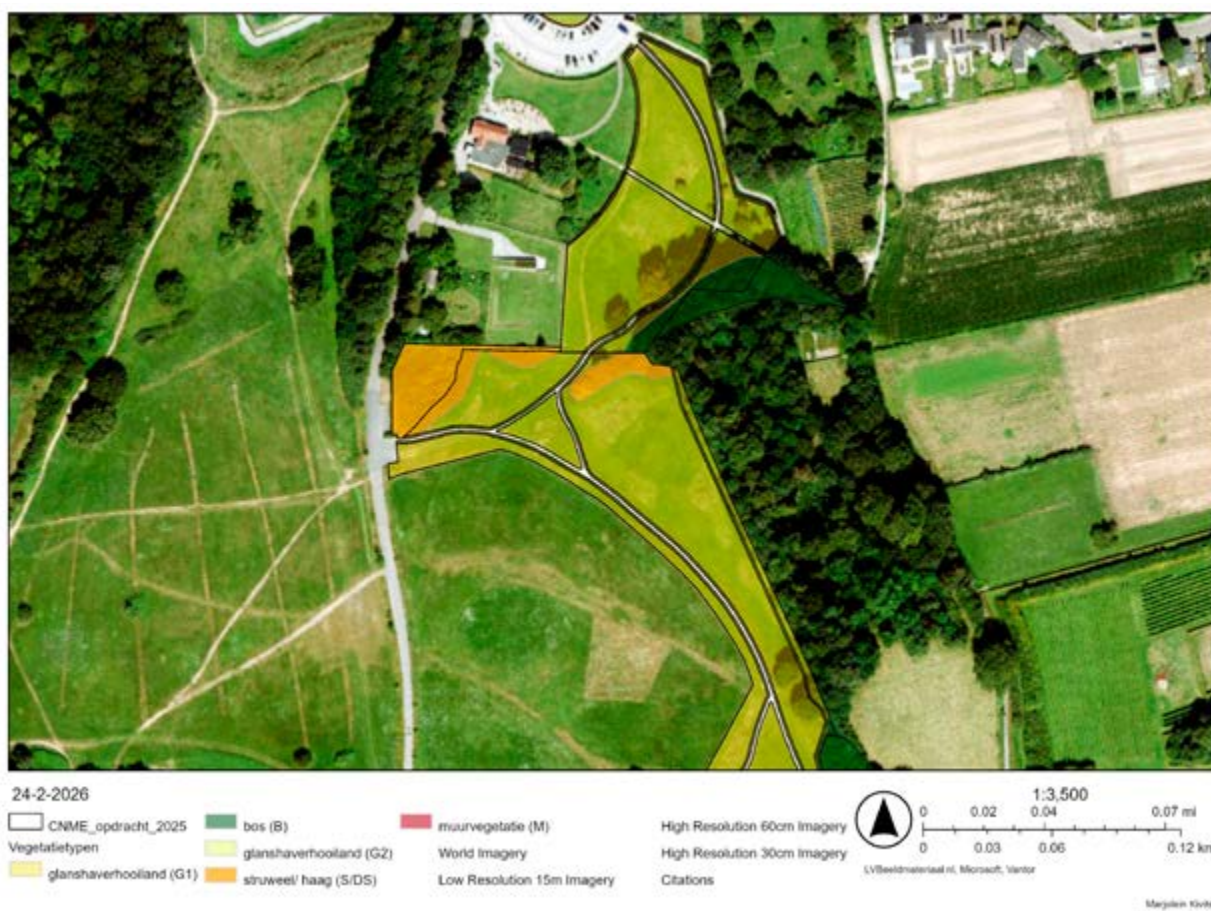 24-2-2026
1:3,500
CNME_opdracht_2025
bos (B)
muurvegetatie (M)
High Resolution 60cm Imagery
0 0.02 0.04 0.07 mi
Vegetatietypen
glanshaverhooiland (G2)
World Imagery
High Resolution 30cm Imagery
0 0.03 0.06 0.12 km
glanshaverhooiland (G1)
struweel/ haag (S/DS)
Low Resolution 15m Imagery
Citations
LVBeeldmateriaal.nl, Microsoft, Vantor
Marjolein